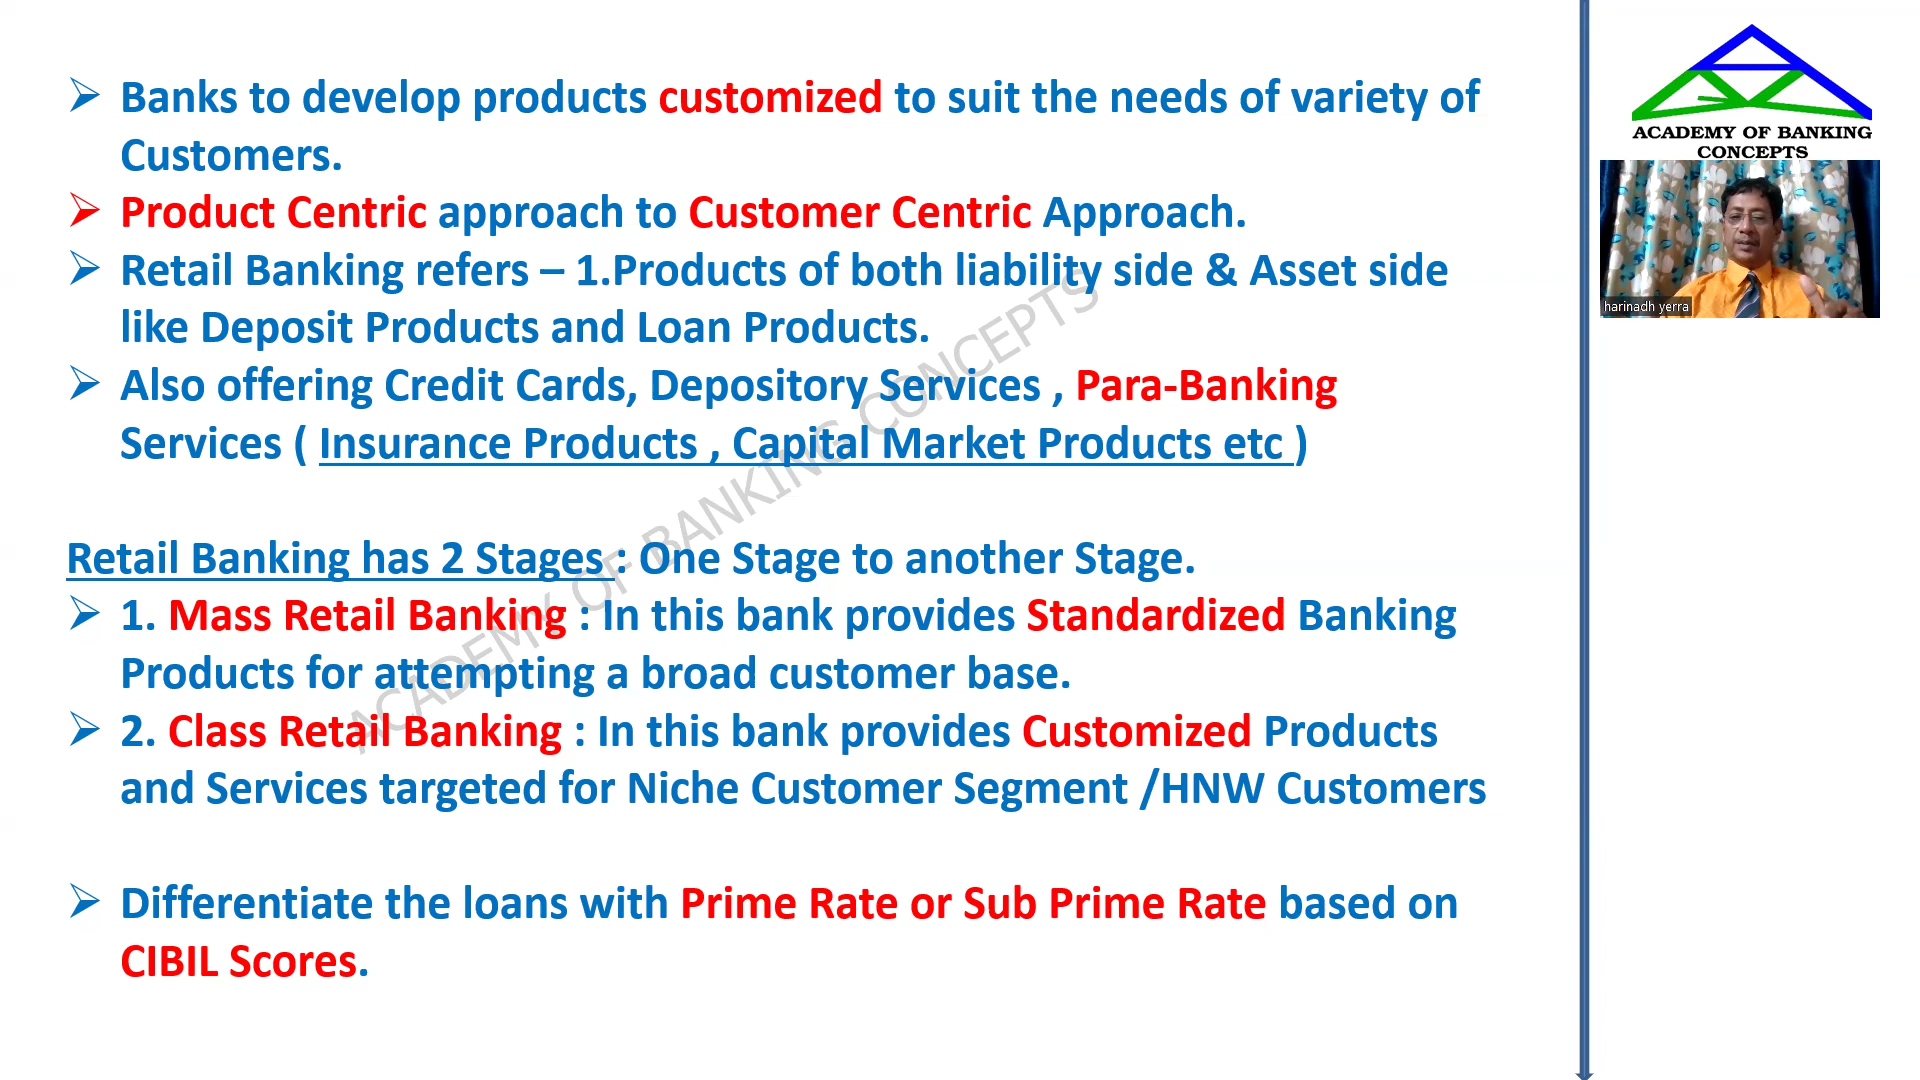 Banks to develop products customized to suit the needs of variety of
Customers.
Product Centric approach to Customer Centric Approach.
Retail Banking refers – 1.Products of both liability side & Asset side
like Deposit Products and Loan Products.
Also offering Credit Cards, Depository Services , Para-Banking
Services ( Insurance Products , Capital Market Products etc )
Retail Banking has 2 Stages : One Stage to another Stage.
1. Mass Retail Banking : In this bank provides Standardized Banking
Products for attempting a broad customer base.
2. Class Retail Banking : In this bank provides Customized Products
and Services targeted for Niche Customer Segment /HNW Customers
Differentiate the loans with Prime Rate or Sub Prime Rate based on
CIBIL Scores.
ACADEMY OF BANKING CONCEPTS
ACADEMY OF BANKING
CONCEPTS
harinadh yerra